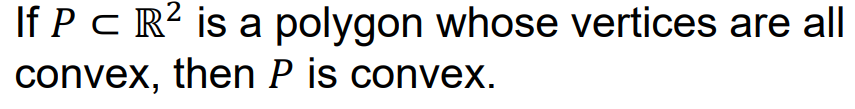 If 𝑃 ⊂ ℝ² is a polygon whose vertices are all
convex, then 𝑃 is convex.